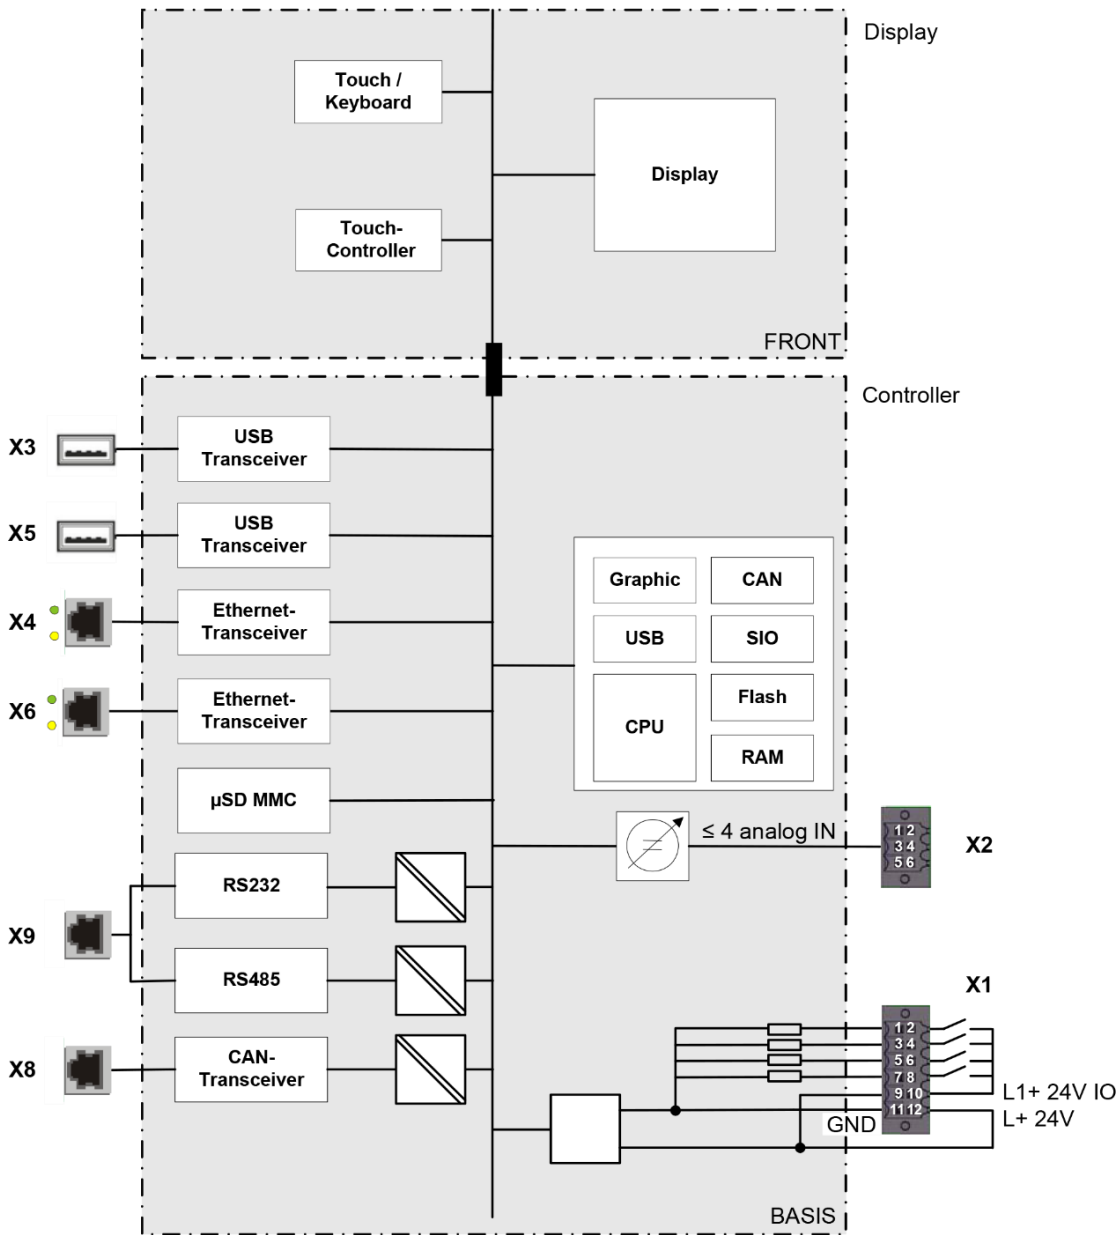 Display
Touch /
Keyboard
Display
Touch-
Controller
FRONT
Controller
X3
USB
Transceiver
X5
USB
Transceiver
Graphic
CAN
X4
Ethernet-
Transceiver
USB
SIO
X6
Ethernet-
Transceiver
CPU
Flash
RAM
µSD MMC
≤ 4 analog IN
1 2
3 4
5 6
X2
RS232
X9
RS485
X1
1 2
3 4
5 6
7 8
9 10
11 12
X8
CAN-
Transceiver
L1+ 24V IO
GND
L+ 24V
BASIS